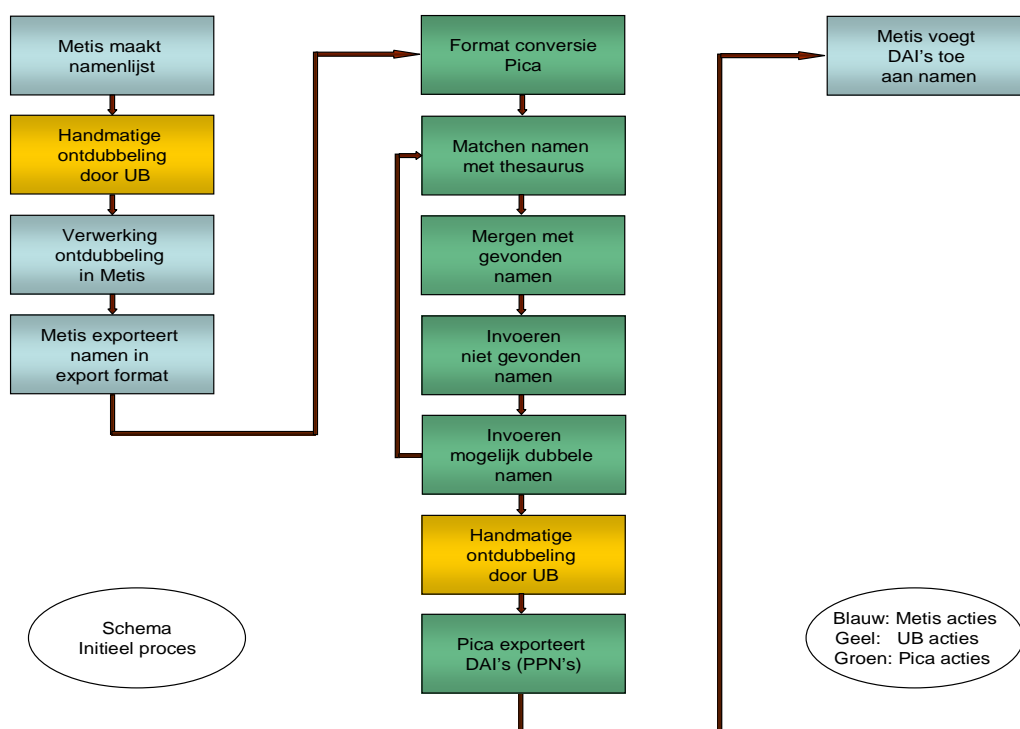 Metis maakt
namenlijst
Handmatige
ontdubbeling
door UB
Verwerking
ontdubbeling
in Metis
Metis exporteert
namen in
export format
Format conversie
Pica
Matchen namen
met thesaurus
Mergen met
gevonden
namen
Invoeren
niet gevonden
namen
Invoeren
mogelijk dubbele
namen
Handmatige
ontdubbeling
door UB
Pica exporteert
DAI's (PPN's)
Metis voegt
DAI's toe
aan namen
Schema
Initieel proces
Blauw: Metis acties
Geel: UB acties
Groen: Pica acties